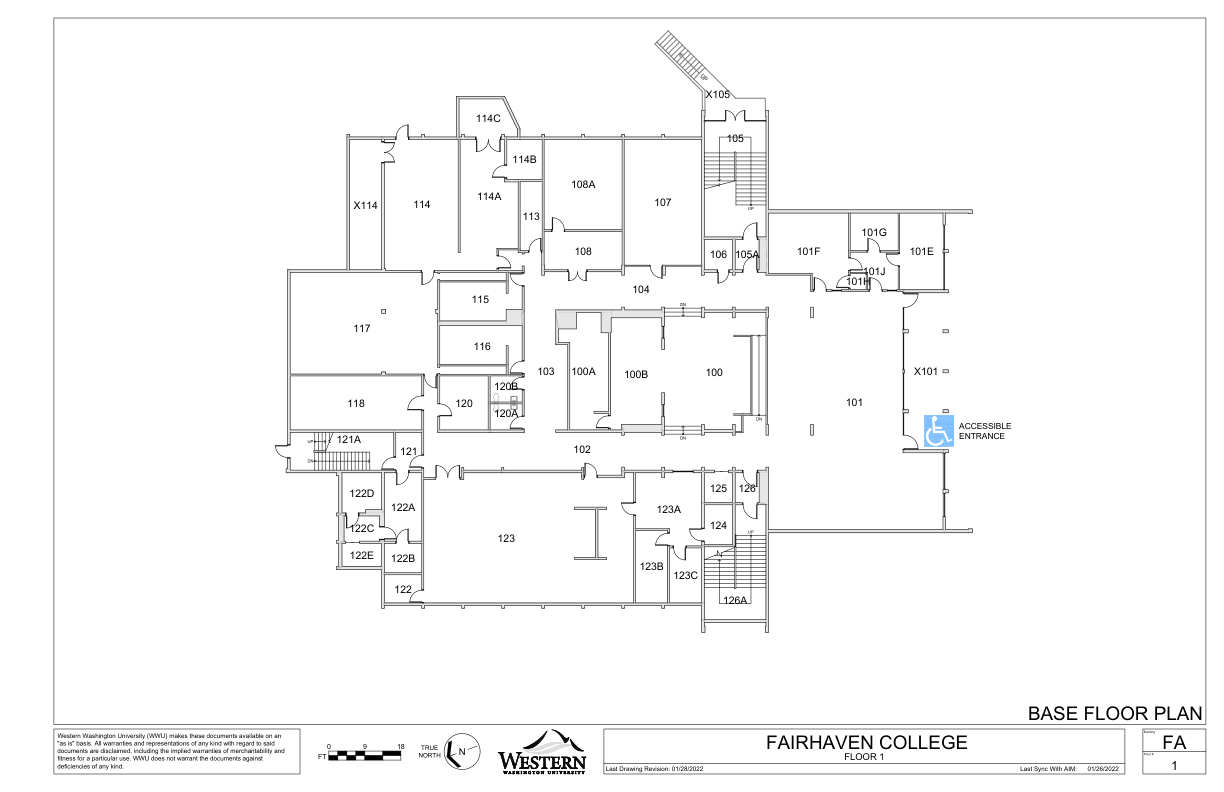 UP
X105
114C
105
114B
108A
114A
X114
114
107
113
UP
101G
108
106
105A
101F
101E
101J
101H
104
115
DN
117
116
103
100A
100B
100
X101
120B
118
120
120A
101
DN
ACCESSIBLE
ENTRANCE
UP
121A
DN
121
102
DN
122D
125
126
122A
123A
122C
124
123
UP
122E
122B
N
123B
123C
122
126A
BASE FLOOR PLAN
Western Washington University (WWU) makes these documents available on an
"as is" basis. All warranties and representations of any kind with regard to said
documents are disclaimed, including the implied warranties of merchantability and
fitness for a particular use. WWU does not warrant the documents against
deficiencies of any kind.
0 9 18
FT
TRUE
NORTH
N
WESTERN
WASHINGTON UNIVERSITY
FAIRHAVEN COLLEGE
FLOOR 1
Last Drawing Revision: 01/28/2022
Last Sync With AIM: 01/26/2022
Building
FA
1